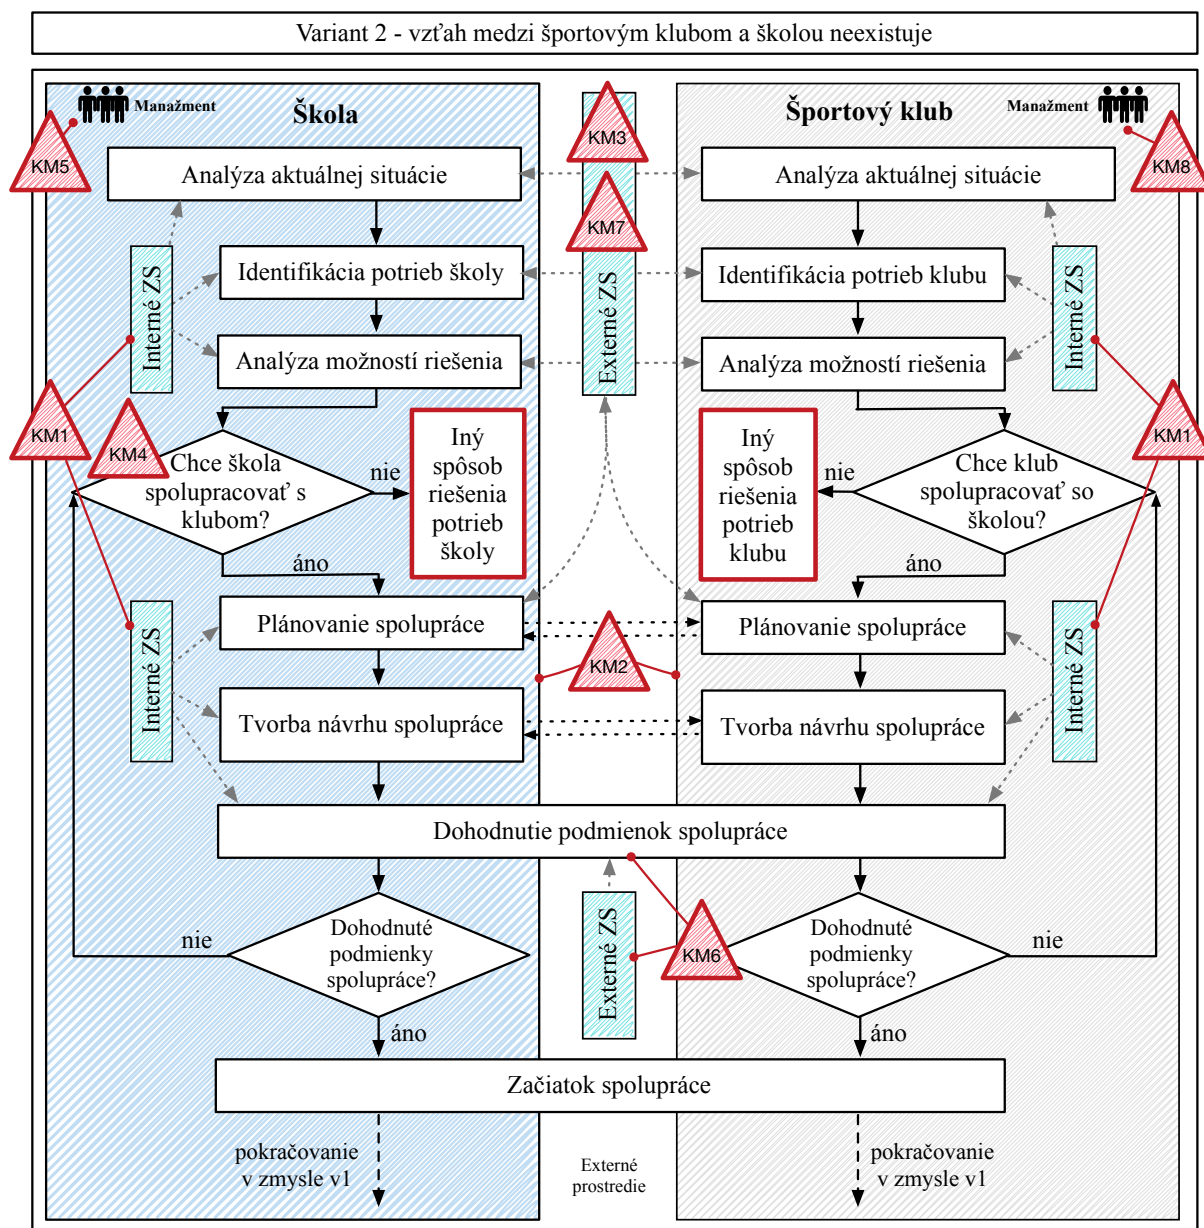 Variant 2 - vzťah medzi športovým klubom a školou neexistuje
Manažment
Škola
Športový klub
Manažment
KM5
KM3
KM8
Analýza aktuálnej situácie
Analýza aktuálnej situácie
KM7
Interné ZS
Identifikácia potrieb školy
Externé ZS
Identifikácia potrieb klubu
Interné ZS
Analýza možností riešenia
Analýza možností riešenia
KM1
KM4
Chce škola
spolupracovať s
klubom?
nie
Iný
spôsob
riešenia
potrieb
školy
Iný
spôsob
riešenia
potrieb
klubu
nie
Chce klub
spolupracovať so
školou?
KM1
áno
áno
Interné ZS
Plánovanie spolupráce
Plánovanie spolupráce
Interné ZS
KM2
Tvorba návrhu spolupráce
Tvorba návrhu spolupráce
Dohodnutie podmienok spolupráce
nie
Dohodnuté
podmienky
spolupráce?
Externé ZS
KM6
Dohodnuté
podmienky
spolupráce?
nie
áno
áno
Začiatok spolupráce
pokračovanie
v zmysle v1
Externé
prostredie
pokračovanie
v zmysle v1